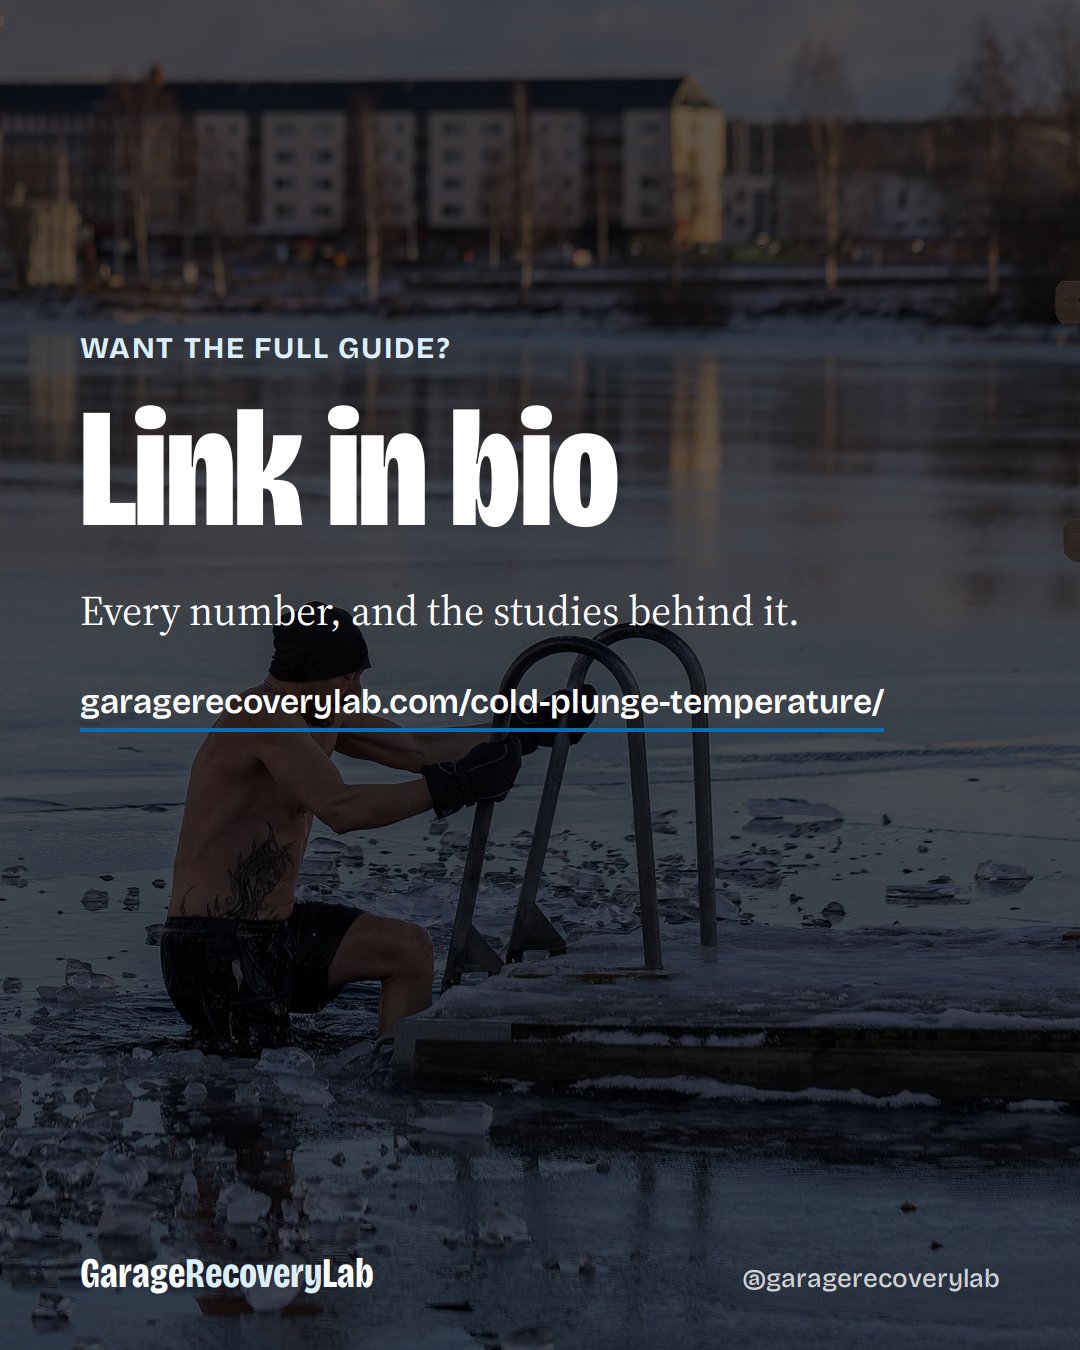 WANT THE FULL GUIDE?
Link in bio
Every number, and the studies behind it.
garagerecoverylab.com/cold-plunge-temperature/
GarageRecoveryLab
@garagerecoverylab